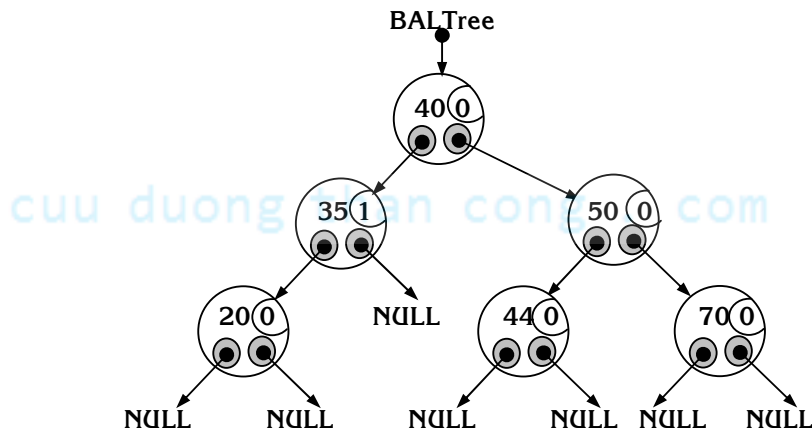 BALTree
40 0
35 1
50 0
cuu duong than cong . com
20 0
NULL
44 0
70 0
NULL NULL NULL NULL NULL NULL